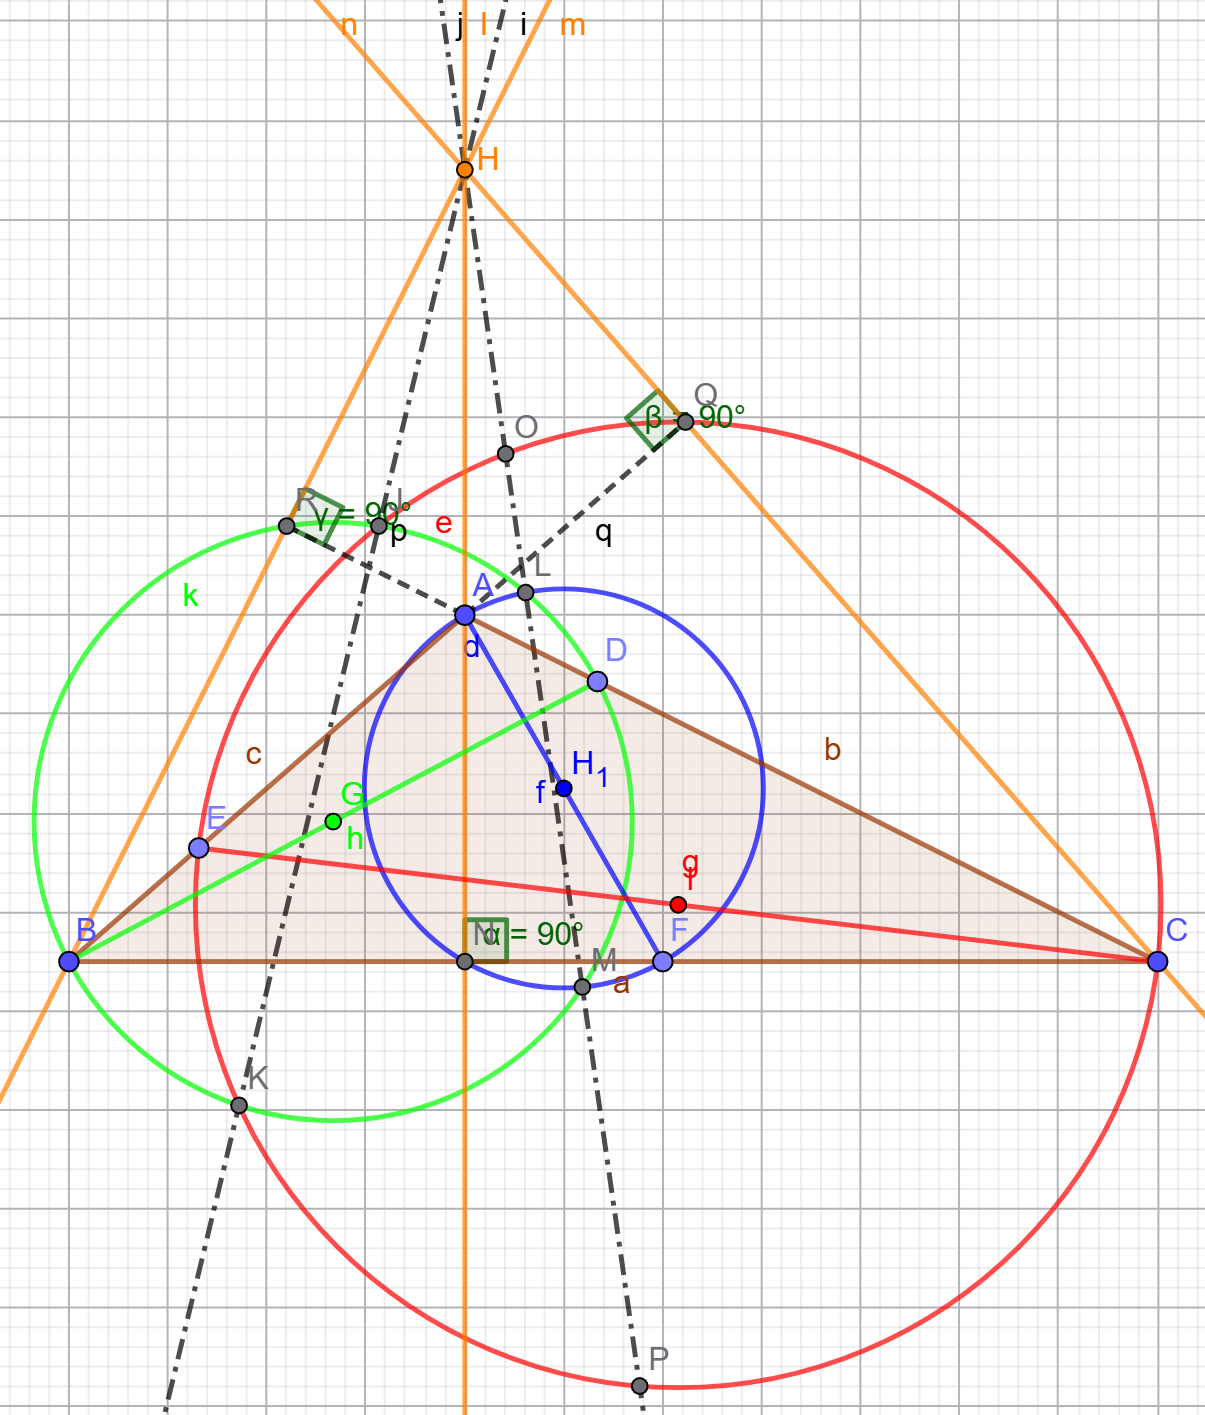 n
j
l
i
m
H
Q
β = 90°
O
R
J
γ = 90°
e
p
q
k
L
A
d
D
c
b
H₁
f
G
h
E
g
B
N
α = 90°
F
C
M
a
K
P